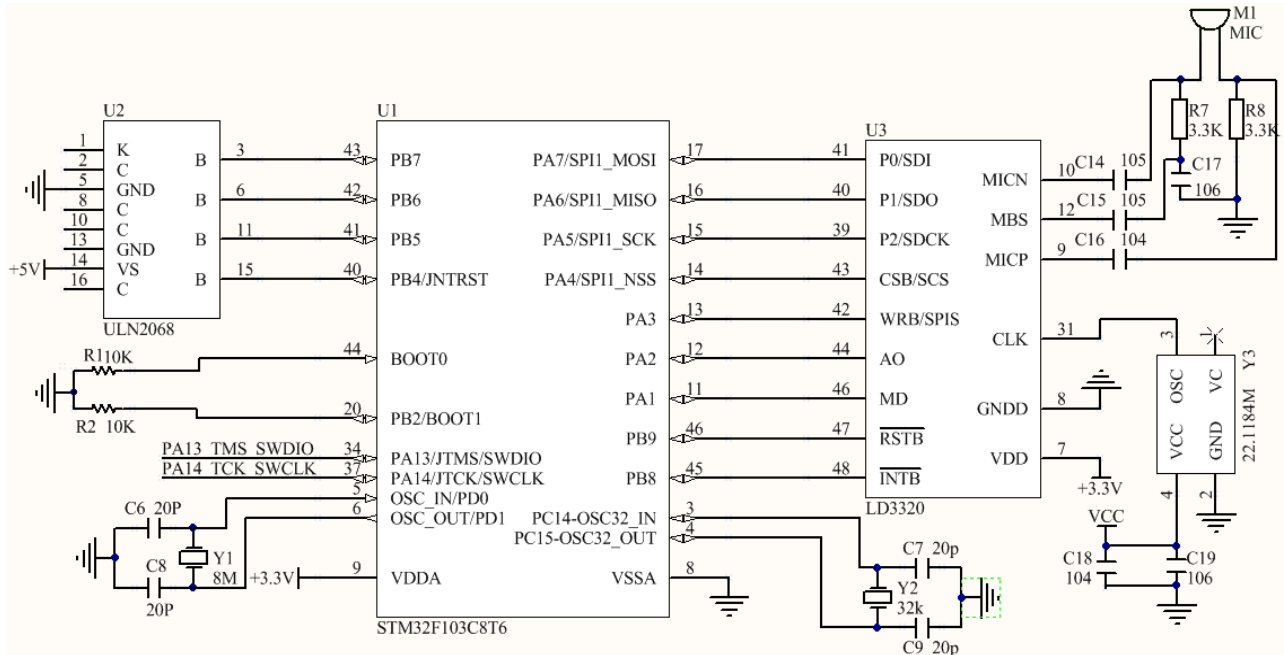 M1
MIC
U2
1 K
2 C
5 GND
8 C
10 C
13 GND
14 VS
16 C
+5V
B 3
B 6
B 11
B 15
ULN2068
U1
43 PB7
42 PB6
41 PB5
40 PB4/JNTRST
44 BOOT0
20 PB2/BOOT1
34 PA13/JTMS/SWDIO
37 PA14/JTCK/SWCLK
5 OSC_IN/PD0
6 OSC_OUT/PD1
9 VDDA
PA7/SPI1_MOSI 17
PA6/SPI1_MISO 16
PA5/SPI1_SCK 15
PA4/SPI1_NSS 14
PA3 13
PA2 12
PA1 11
PB9 46
PB8 45
PC14-OSC32_IN 3
PC15-OSC32_OUT 4
VSSA 8
STM32F103C8T6
R1 10K
R2 10K
PA13 TMS SWDIO
PA14 TCK SWCLK
C6 20P
Y1
8M
C8
20P
+3.3V
C7 20p
Y2
32k
C9 20p
U3
41 P0/SDI
40 P1/SDO
39 P2/SDCK
43 CSB/SCS
42 WRB/SPIS
44 AO
46 MD
47 RSTB
48 INTB
MICN 10
MBS 12
MICP 9
CLK 31
GNDD 8
VDD 7
LD3320
+3.3V
C14 105
C15 105
C16 104
R7
3.3K
R8
3.3K
C17
106
3 OSC
1 VC
4 VCC
2 GND
Y3
22.1184M
VCC
C18
104
C19
106